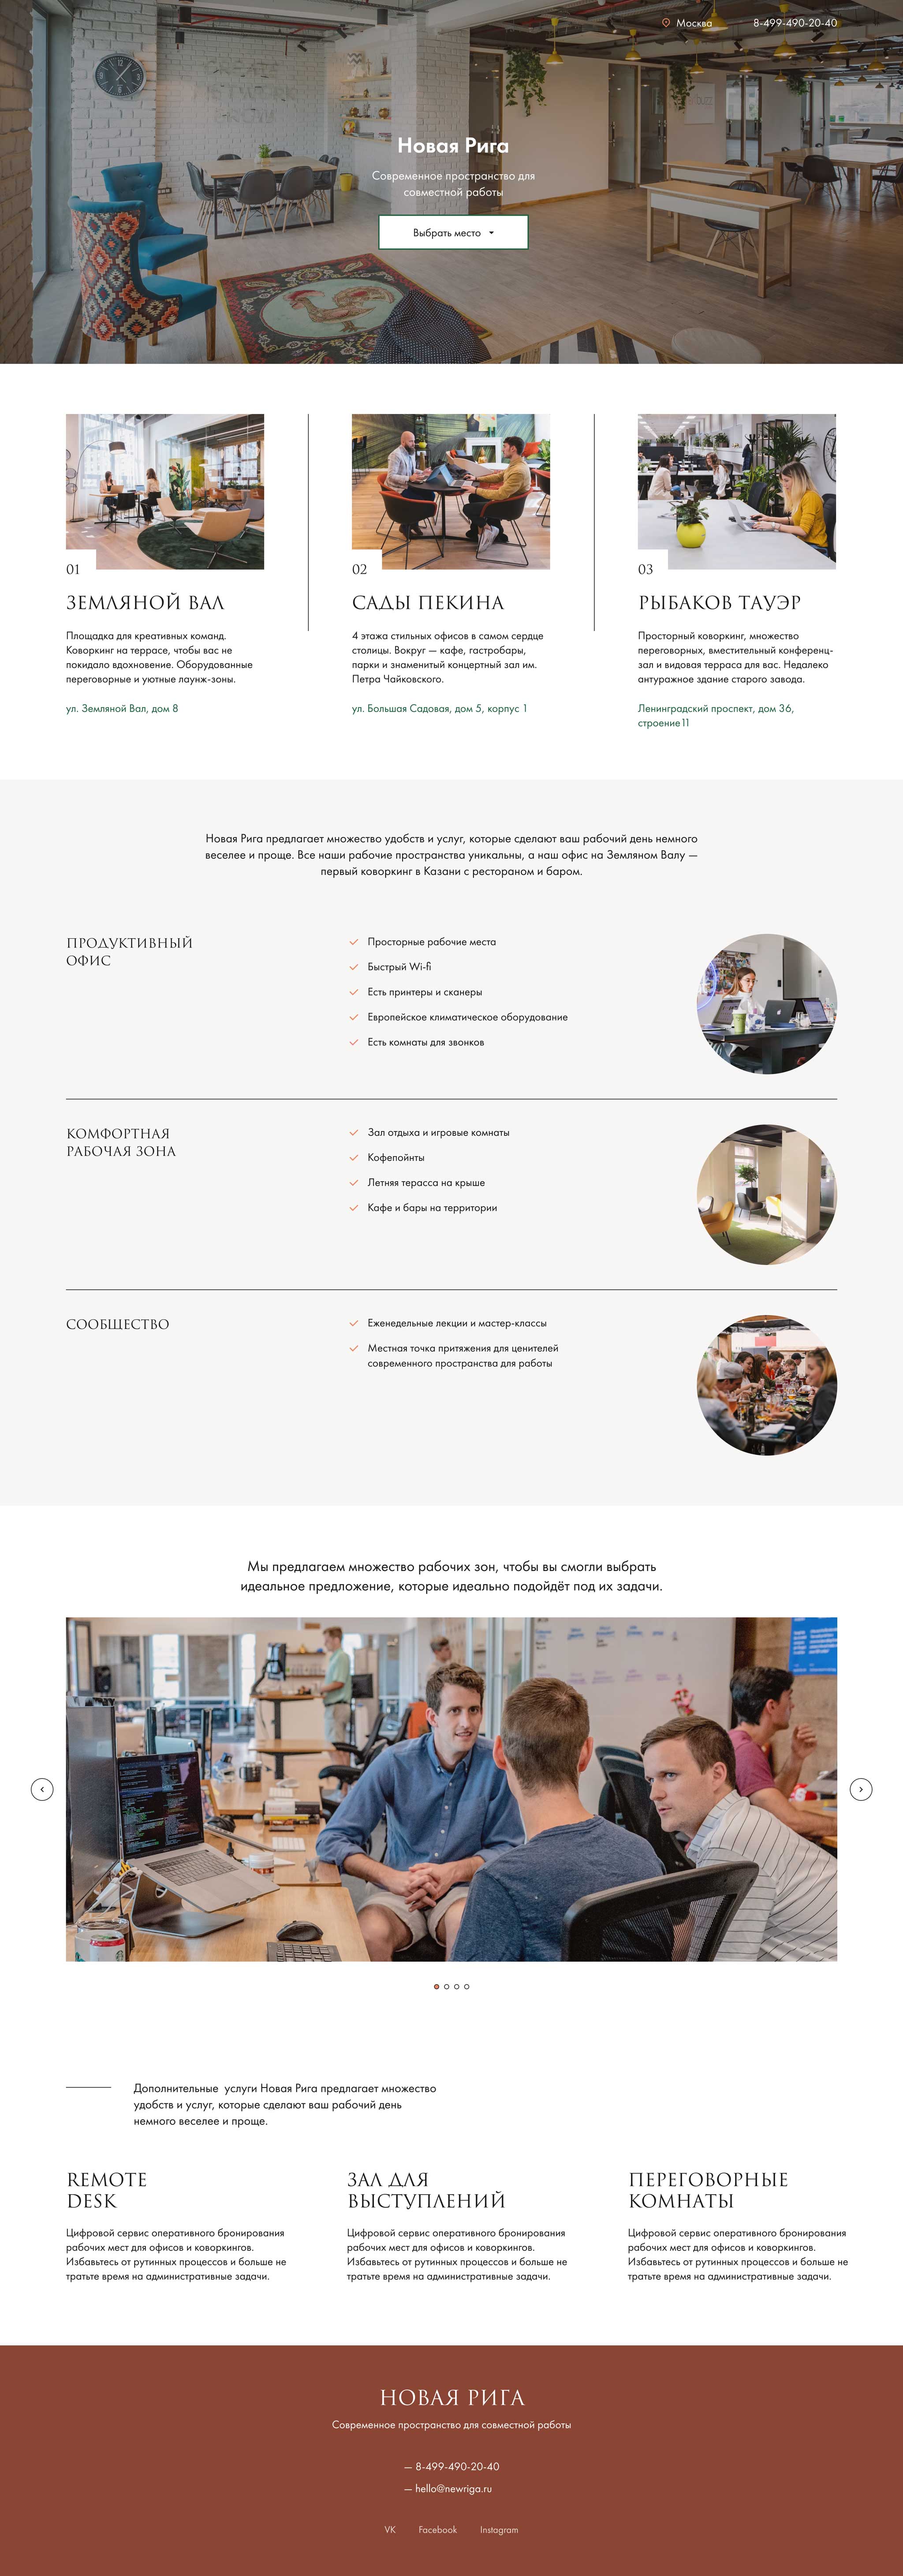 Москва
8-499-490-20-40
Новая Рига
Современное пространство для
совместной работы
Выбрать место
01
ЗЕМЛЯНОЙ ВАЛ
Площадка для креативных команд.
Коворкинг на террасе, чтобы вас не
покидало вдохновение. Оборудованные
переговорные и уютные лаунж-зоны.
ул. Земляной Вал, дом 8
02
САДЫ ПЕКИНА
4 этажа стильных офисов в самом сердце
столицы. Вокруг — кафе, гастробары,
парки и знаменитый концертный зал им.
Петра Чайковского.
ул. Большая Садовая, дом 5, корпус 1
03
РЫБАКОВ ТАУЭР
Просторный коворкинг, множество
переговорных, вместительный конференц-
зал и видовая терраса для вас. Недалеко
антуражное здание старого завода.
Ленинградский проспект, дом 36,
строение11
Новая Рига предлагает множество удобств и услуг, которые сделают ваш рабочий день немного
веселее и проще. Все наши рабочие пространства уникальны, а наш офис на Земляном Валу —
первый коворкинг в Казани с рестораном и баром.
ПРОДУКТИВНЫЙ
ОФИС
Просторные рабочие места
Быстрый Wi-fi
Есть принтеры и сканеры
Европейское климатическое оборудование
Есть комнаты для звонков
КОМФОРТНАЯ
РАБОЧАЯ ЗОНА
Зал отдыха и игровые комнаты
Кофепойнты
Летняя терасса на крыше
Кафе и бары на территории
СООБЩЕСТВО
Еженедельные лекции и мастер-классы
Местная точка притяжения для ценителей
современного пространства для работы
Мы предлагаем множество рабочих зон, чтобы вы смогли выбрать
идеальное предложение, которые идеально подойдёт под их задачи.
Дополнительные услуги Новая Рига предлагает множество
удобств и услуг, которые сделают ваш рабочий день
немного веселее и проще.
REMOTE
DESK
Цифровой сервис оперативного бронирования
рабочих мест для офисов и коворкингов.
Избавьтесь от рутинных процессов и больше не
тратьте время на административные задачи.
ЗАЛ ДЛЯ
ВЫСТУПЛЕНИЙ
Цифровой сервис оперативного бронирования
рабочих мест для офисов и коворкингов.
Избавьтесь от рутинных процессов и больше не
тратьте время на административные задачи.
ПЕРЕГОВОРНЫЕ
КОМНАТЫ
Цифровой сервис оперативного бронирования
рабочих мест для офисов и коворкингов.
Избавьтесь от рутинных процессов и больше не
тратьте время на административные задачи.
НОВАЯ РИГА
Современное пространство для совместной работы
— 8-499-490-20-40
— hello@newriga.ru
VK
Facebook
Instagram